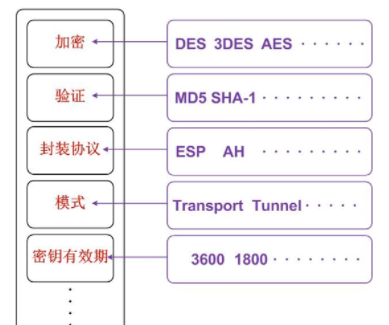 加密
DES 3DES AES · · · · · ·
验证
MD5 SHA-1 · · · · · · · · ·
封装协议
ESP AH · · · · · · · · ·
模式
Transport Tunnel · · · · ·
密钥有效期
3600 1800 · · · · · · · ·